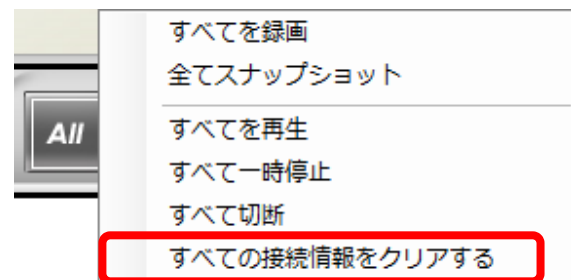 すべてを録画
全てスナップショット
All
すべてを再生
すべて一時停止
すべて切断
すべての接続情報をクリアする